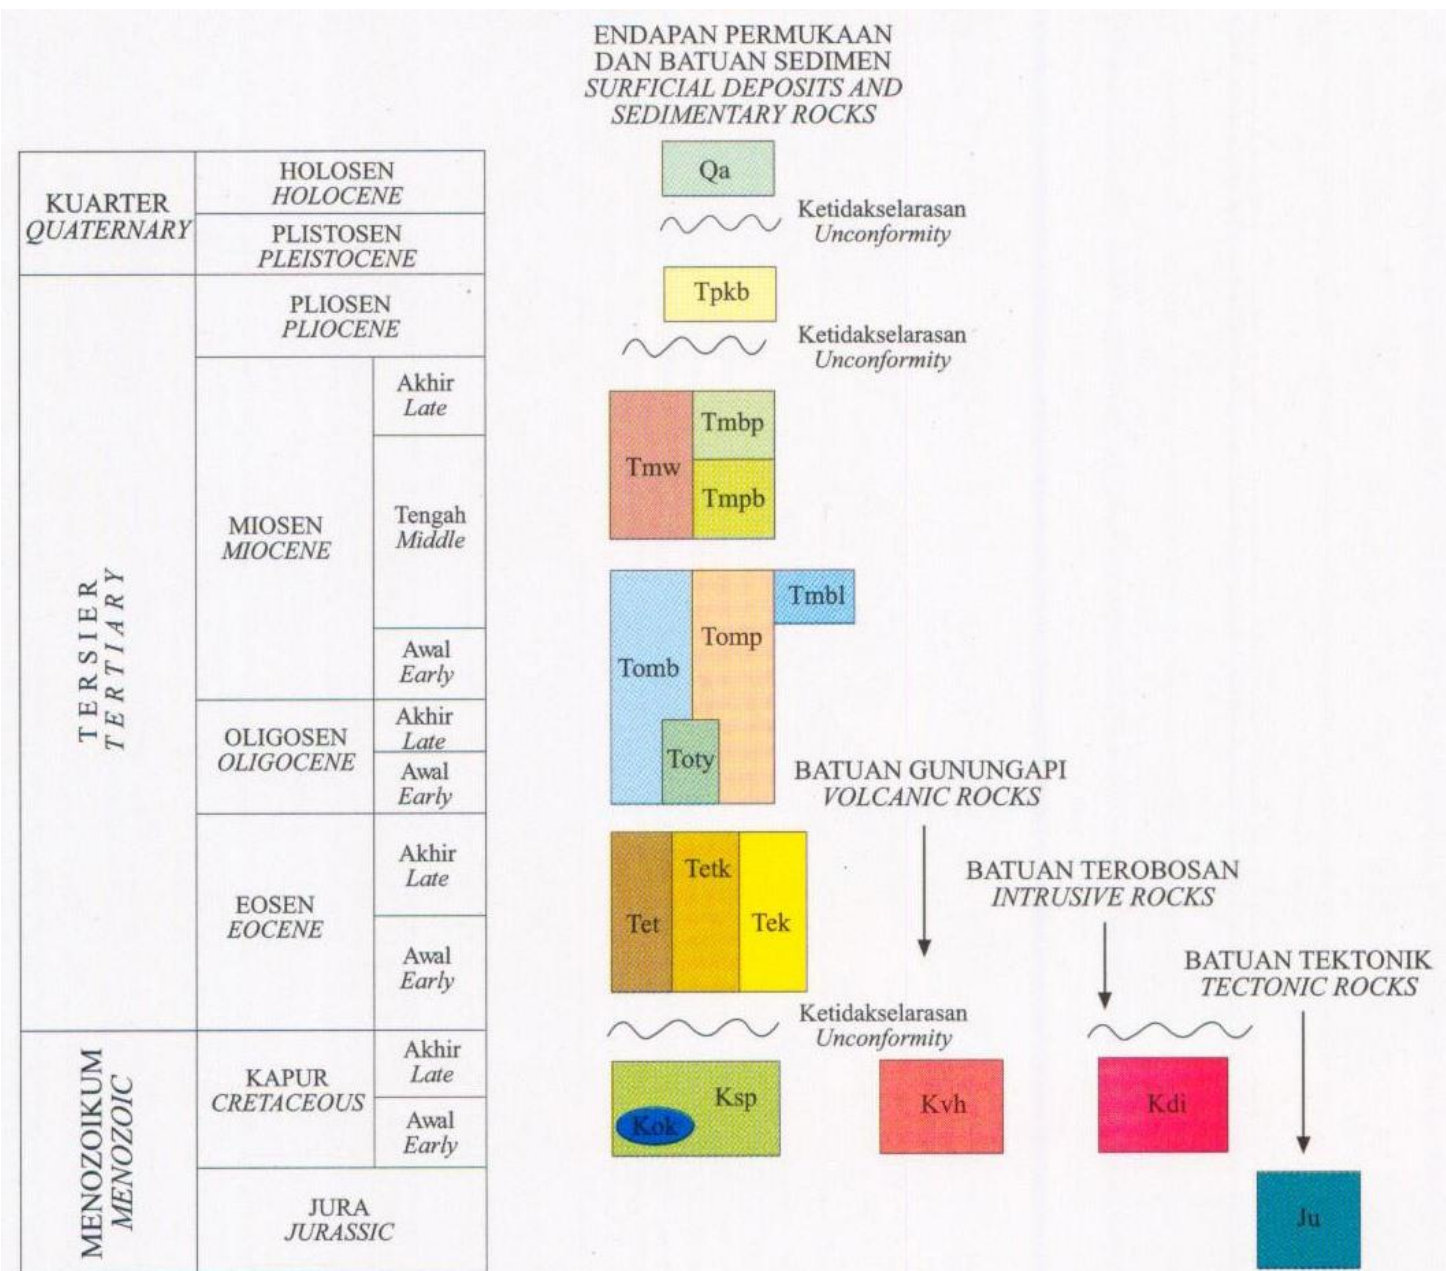 ENDAPAN PERMUKAAN
DAN BATUAN SEDIMEN
SURFICIAL DEPOSITS AND
SEDIMENTARY ROCKS
KUARTER
QUATERNARY
HOLOSEN
HOLOCENE
PLISTOSEN
PLEISTOCENE
Qa
Ketidakselarasan
Unconformity
TERSIER
TERTIARY
PLIOSEN
PLIOCENE
Tpkb
Ketidakselarasan
Unconformity
MIOSEN
MIOCENE
Akhir
Late
Tengah
Middle
Awal
Early
Tmw
Tmbp
Tmpb
Tomb
Tomp
Tmbl
Toty
OLIGOSEN
OLIGOCENE
Akhir
Late
Awal
Early
EOSEN
EOCENE
Akhir
Late
Awal
Early
Tet
Tetk
Tek
BATUAN GUNUNGAPI
VOLCANIC ROCKS
BATUAN TEROBOSAN
INTRUSIVE ROCKS
BATUAN TEKTONIK
TECTONIC ROCKS
Ketidakselarasan
Unconformity
MENOZOIKUM
MENOZOIC
KAPUR
CRETACEOUS
Akhir
Late
Awal
Early
Ksp
Kok
Kvh
Kdi
JURA
JURASSIC
Ju